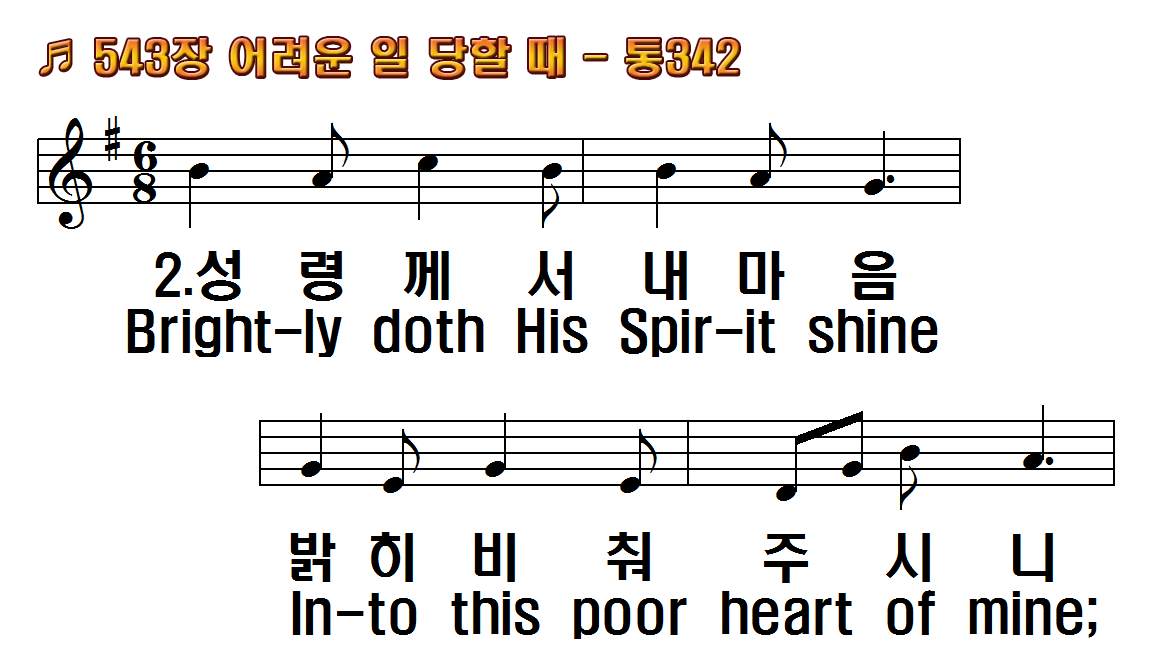 ♬ 543장 어려운 일 당할 때 - 통342
6
8
2.성 령 께 서 내 마 음
Bright-ly doth His Spir-it shine
밝 히 비 춰 주 시 니
In-to this poor heart of mine;